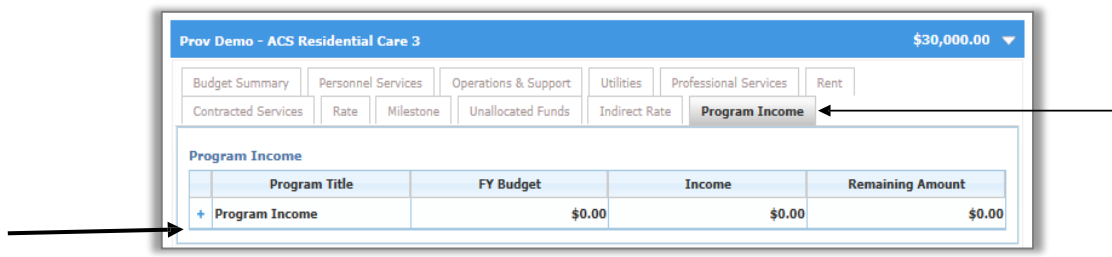 Prov Demo - ACS Residential Care 3 $30,000.00
Budget Summary Personnel Services Operations & Support Utilities Professional Services Rent
Contracted Services Rate Milestone Unallocated Funds Indirect Rate Program Income
Program Income
Program Title FY Budget Income Remaining Amount
+ Program Income $0.00 $0.00 $0.00